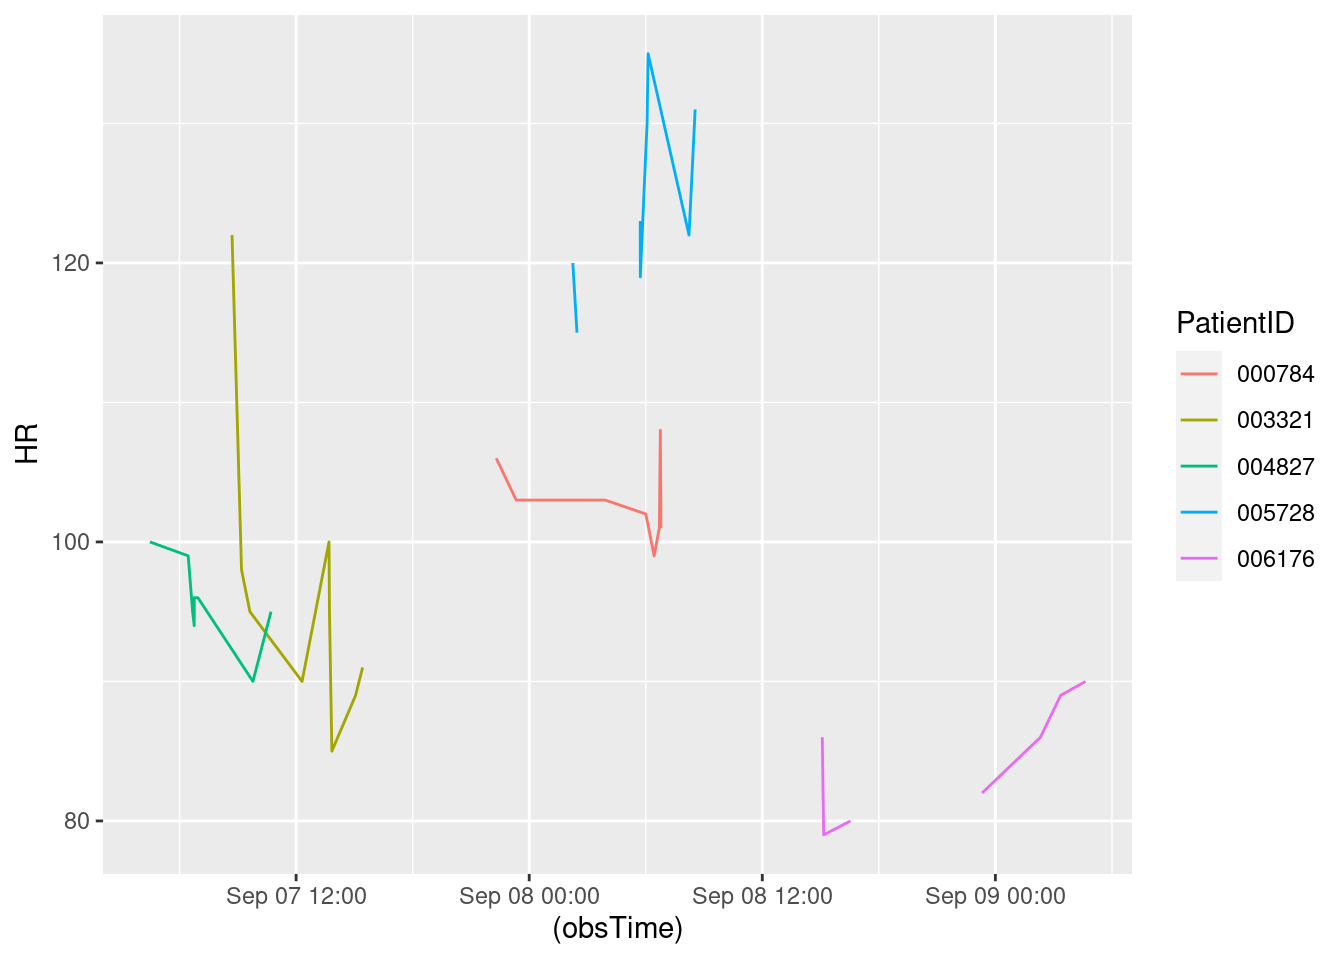 HR
120
100
80
Sep 07 12:00
Sep 08 00:00
Sep 08 12:00
Sep 09 00:00
(obsTime)
PatientID
000784
003321
004827
005728
006176